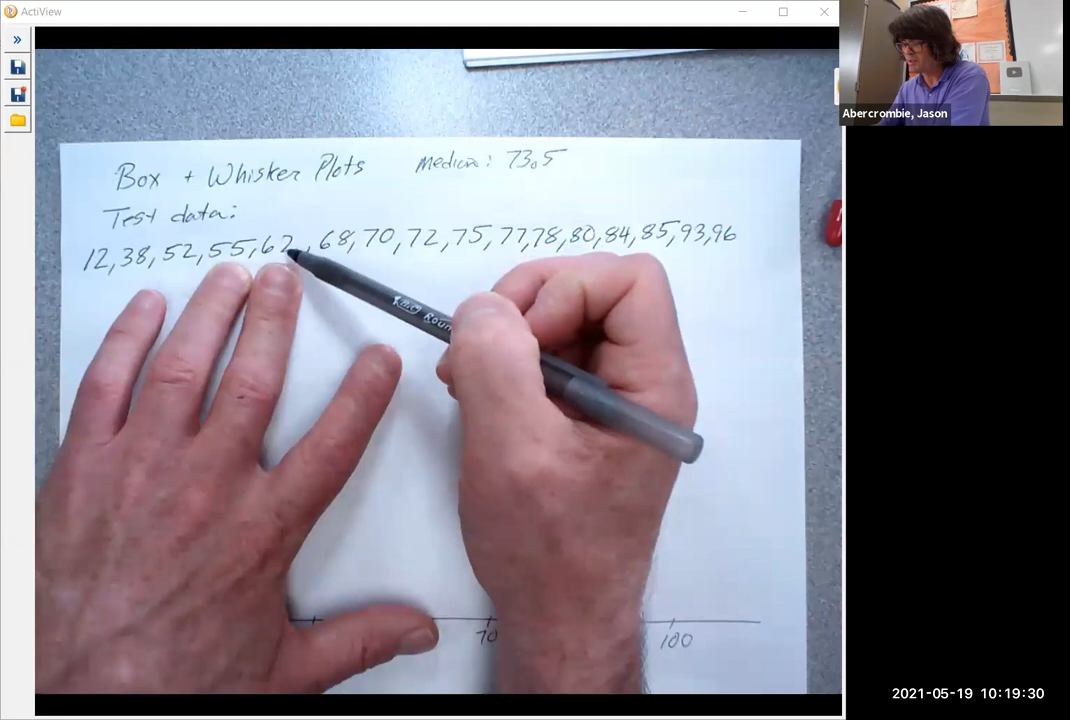 ActiView
Abercrombie, Jason
Box + Whisker Plots Median: 73.5
Test data:
12, 38, 52, 55, 62, 68, 70, 72, 75, 77, 78, 80, 84, 85, 93, 96
70 100
2021-05-19 10:19:30